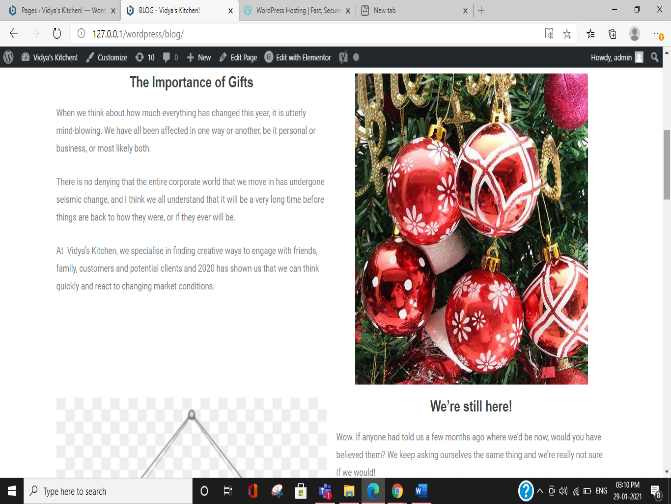 Pages ‹ Vidya's Kitchen! — Word
BLOG - Vidya's Kitchen!
WordPress Hosting | Fast, Secure
New tab
127.0.0.1/wordpress/blog/
Vidya's Kitchen!
Customize
10
0
New
Edit Page
Edit with Elementor
Howdy, admin
The Importance of Gifts
When we think about how much everything has changed this year, it is utterly
mind-blowing. We have all been affected in one way or another, be it personal or
business, or most likely both.
There is no denying that the entire corporate world that we move in has undergone
seismic change, and I think we all understand that it will be a very long time before
things are back to how they were, or if they ever will be.
At Vidya's Kitchen, we specialise in finding creative ways to engage with friends,
family, customers and potential clients and 2020 has shown us that we can think
quickly and react to changing market conditions.
We're still here!
Wow. If anyone had told us a few months ago where we'd be now, would you have
believed them? We keep asking ourselves the same thing and we're really not sure
if we would!
Type here to search
ENG
03:10 PM
29-01-2021